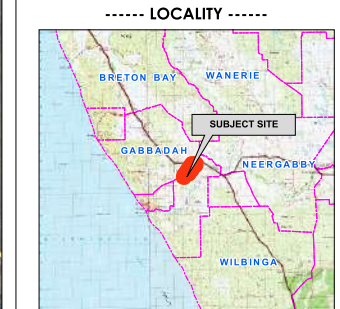 ------ LOCALITY ------
BRETON BAY
WANERIE
SUBJECT SITE
GABBADAH
NEERGABBY
WILBINGA